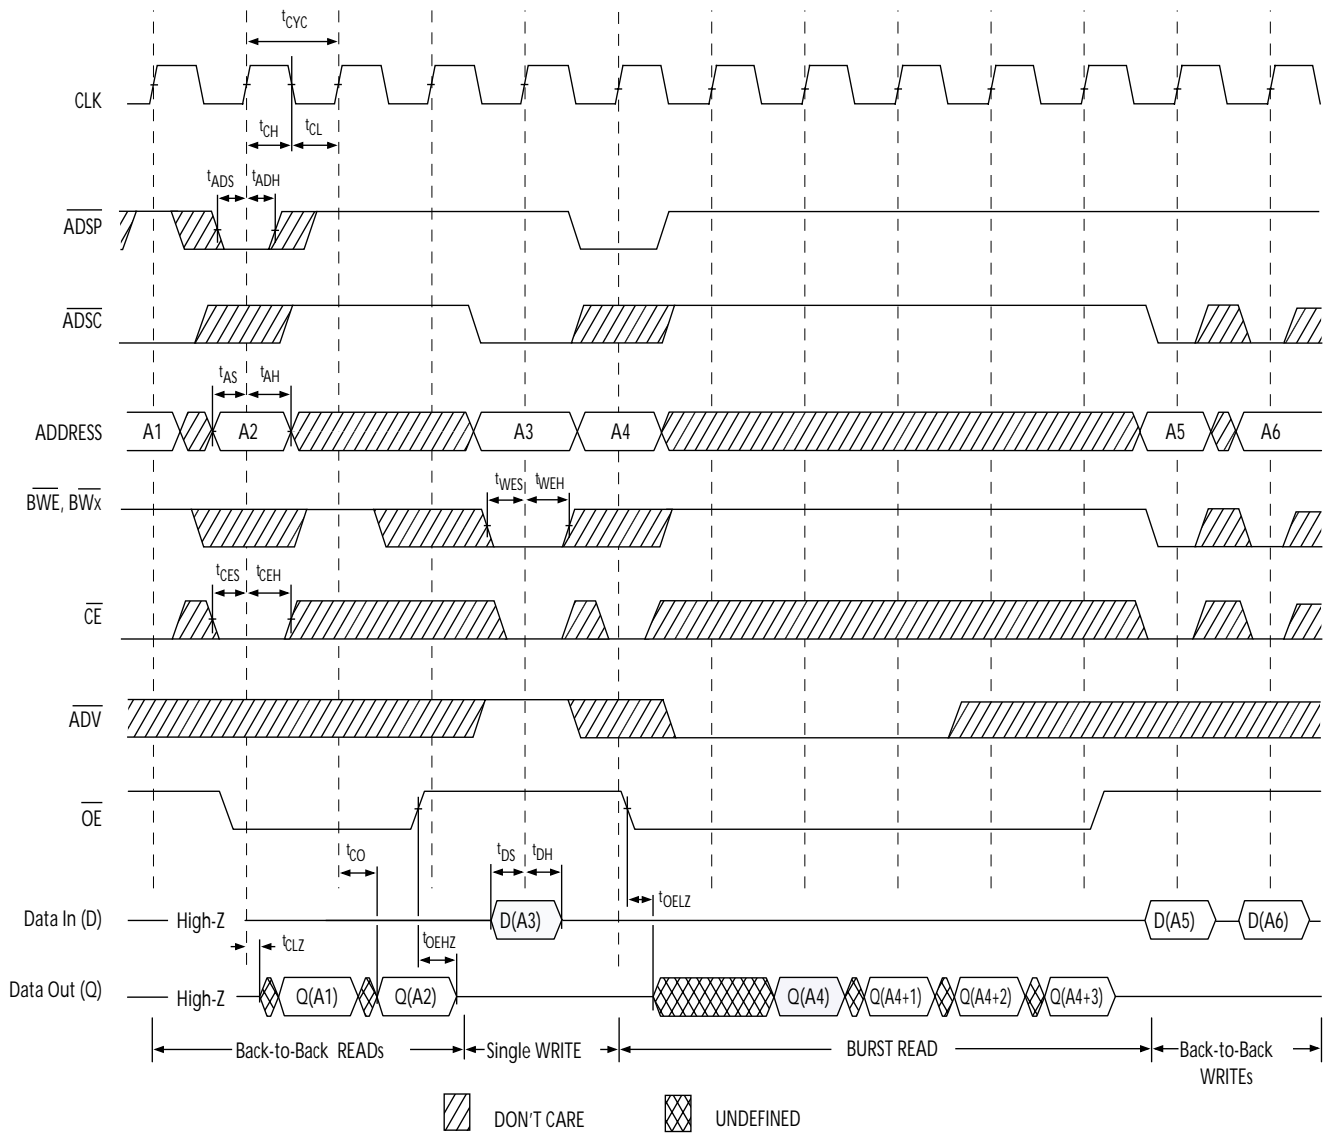 tCYC
CLK
tCH tCL
tADS tADH
ADSP
ADSC
tAS tAH
ADDRESS A1 A2 A3 A4 A5 A6
tWES tWEH
BWE, BWx
tCES tCEH
CE
ADV
OE
tCO tDS tDH
tOELZ
Data In (D) High-Z D(A3) D(A5) D(A6)
tCLZ tOEHZ
Data Out (Q) High-Z Q(A1) Q(A2) Q(A4) Q(A4+1) Q(A4+2) Q(A4+3)
Back-to-Back READs Single WRITE BURST READ Back-to-Back
WRITEs
DON'T CARE UNDEFINED